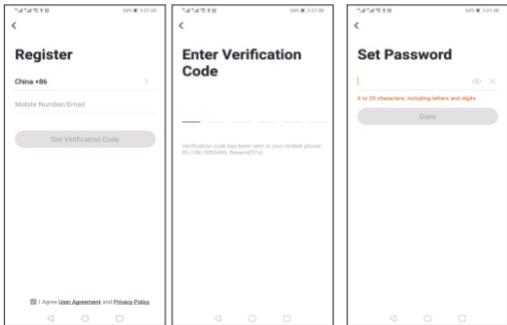 Register
China +86
Mobile Number/Email
Get Verification Code
I Agree User Agreement and Privacy Policy
Enter Verification
Code
Verification code has been sent to your mobile phone:
Set Password
6 to 20 characters, including letters and digits
Done